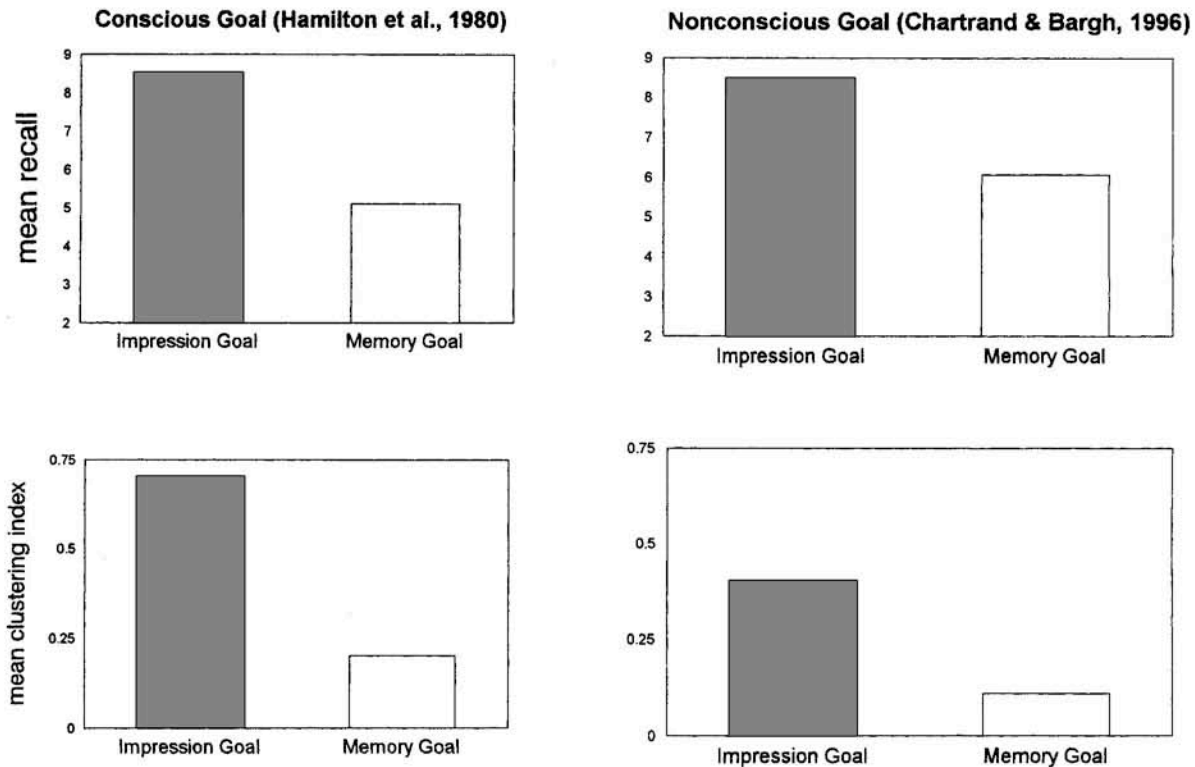 Conscious Goal (Hamilton et al., 1980)
9
8
7
6
5
4
3
2
mean recall
Impression Goal
Memory Goal
Nonconscious Goal (Chartrand & Bargh, 1996)
9
8
7
6
5
4
3
2
Impression Goal
Memory Goal
0.75
0.5
0.25
0
mean clustering index
Impression Goal
Memory Goal
0.75
0.5
0.25
0
Impression Goal
Memory Goal